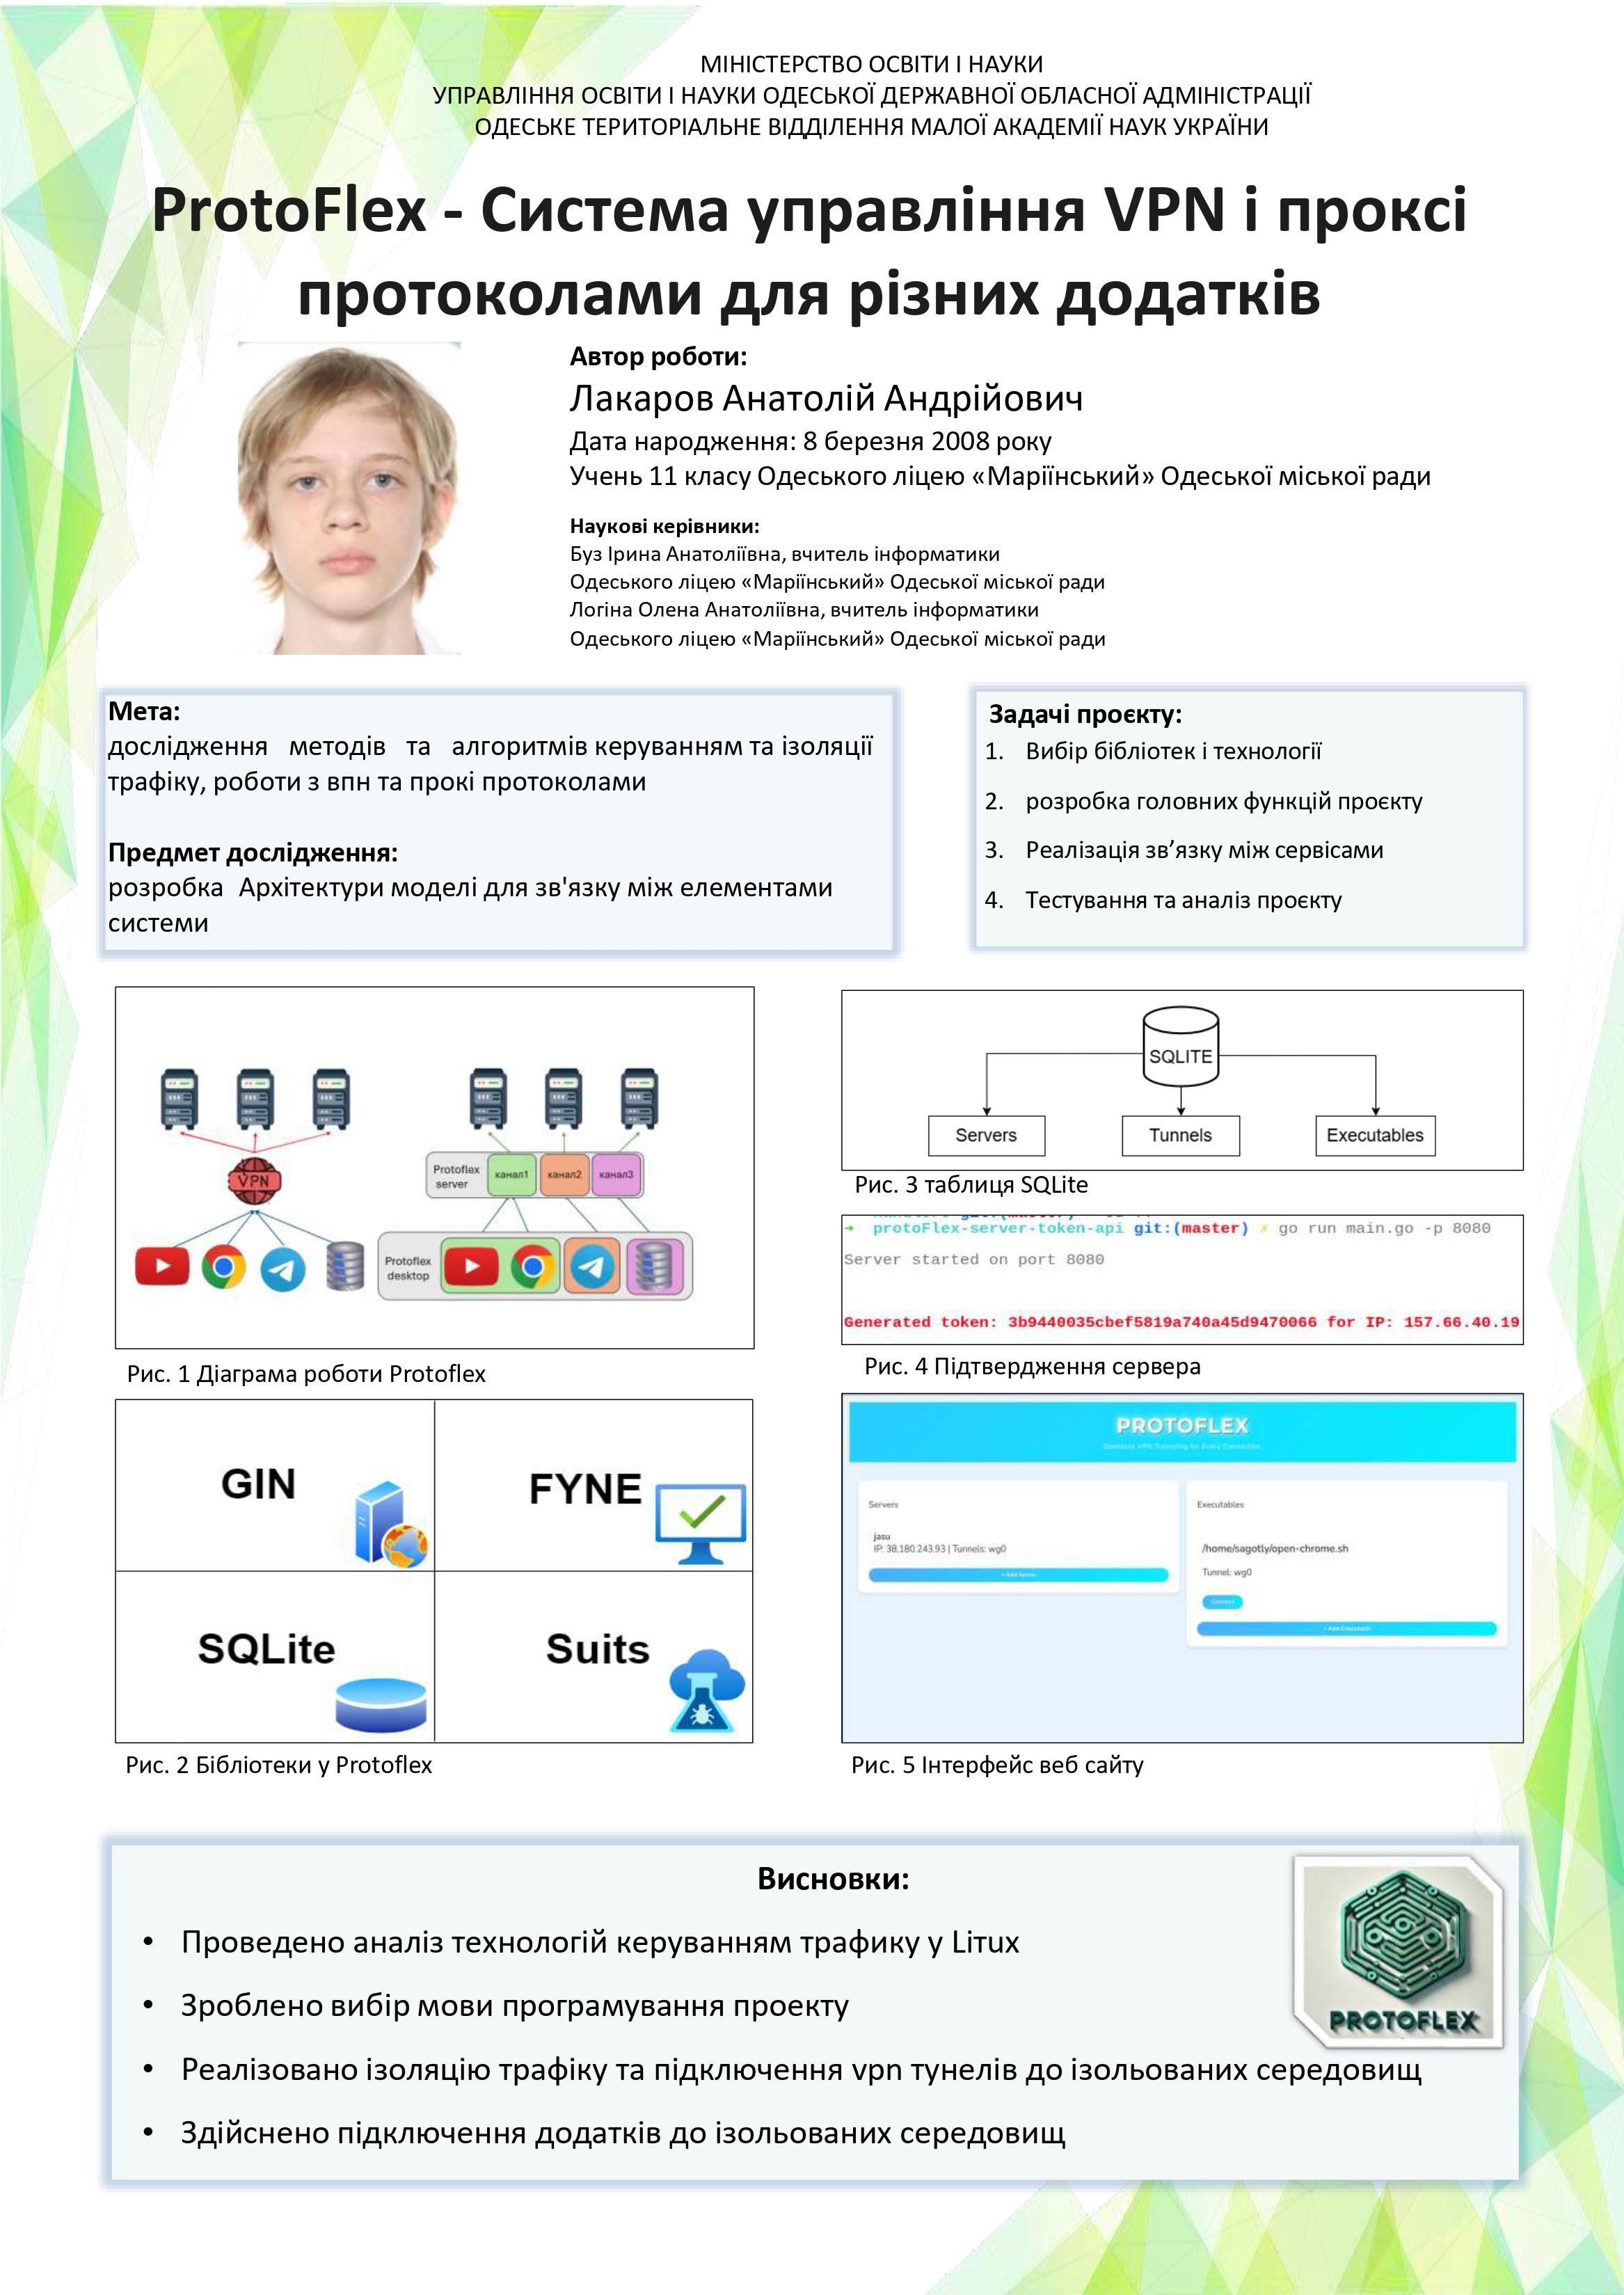 МІНІСТЕРСТВО ОСВІТИ І НАУКИ
УПРАВЛІННЯ ОСВІТИ І НАУКИ ОДЕСЬКОЇ ДЕРЖАВНОЇ ОБЛАСНОЇ АДМІНІСТРАЦІЇ
ОДЕСЬКЕ ТЕРИТОРІАЛЬНЕ ВІДДІЛЕННЯ МАЛОЇ АКАДЕМІЇ НАУК УКРАЇНИ
ProtoFlex - Система управління VPN і проксі
протоколами для різних додатків
Автор роботи:
Лакаров Анатолій Андрійович
Дата народження: 8 березня 2008 року
Учень 11 класу Одеського ліцею «Маріїнський» Одеської міської ради
Наукові керівники:
Буз Ірина Анатоліївна, вчитель інформатики
Одеського ліцею «Маріїнський» Одеської міської ради
Логіна Олена Анатоліївна, вчитель інформатики
Одеського ліцею «Маріїнський» Одеської міської ради
Мета:
дослідження методів та алгоритмів керуванням та ізоляції
трафіку, роботи з впн та прокі протоколами
Предмет дослідження:
розробка Архітектури моделі для зв'язку між елементами
системи
Задачі проєкту:
1. Вибір бібліотек і технології
2. розробка головних функцій проєкту
3. Реалізація зв’язку між сервісами
4. Тестування та аналіз проєкту
VPN
Protoflex
server
канал1
канал2
канал3
Protoflex
desktop
Рис. 1 Діаграма роботи Protoflex
SQLITE
Servers
Tunnels
Executables
Рис. 3 таблиця SQLite
➜ protoFlex-server-token-api git:(master) ✗ go run main.go -p 8080
Server started on port 8080
Generated token: 3b9440035cbef5819a740a45d9470066 for IP: 157.66.40.19
Рис. 4 Підтвердження сервера
GIN
FYNE
SQLite
Suits
Рис. 2 Бібліотеки у Protoflex
PROTOFLEX
Seamless VPN Tunneling for Every Connection
Servers
jasu
IP: 38.180.243.93 | Tunnels: wg0
+ Add Server
Executables
/home/sagotly/open-chrome.sh
Tunnel: wg0
Connect
+ Add Executable
Рис. 5 Інтерфейс веб сайту
Висновки:
• Проведено аналіз технологій керуванням трафику у Liтux
• Зроблено вибір мови програмування проекту
• Реалізовано ізоляцію трафіку та підключення vpn тунелів до ізольованих середовищ
• Здійснено підключення додатків до ізольованих середовищ
PROTOFLEX